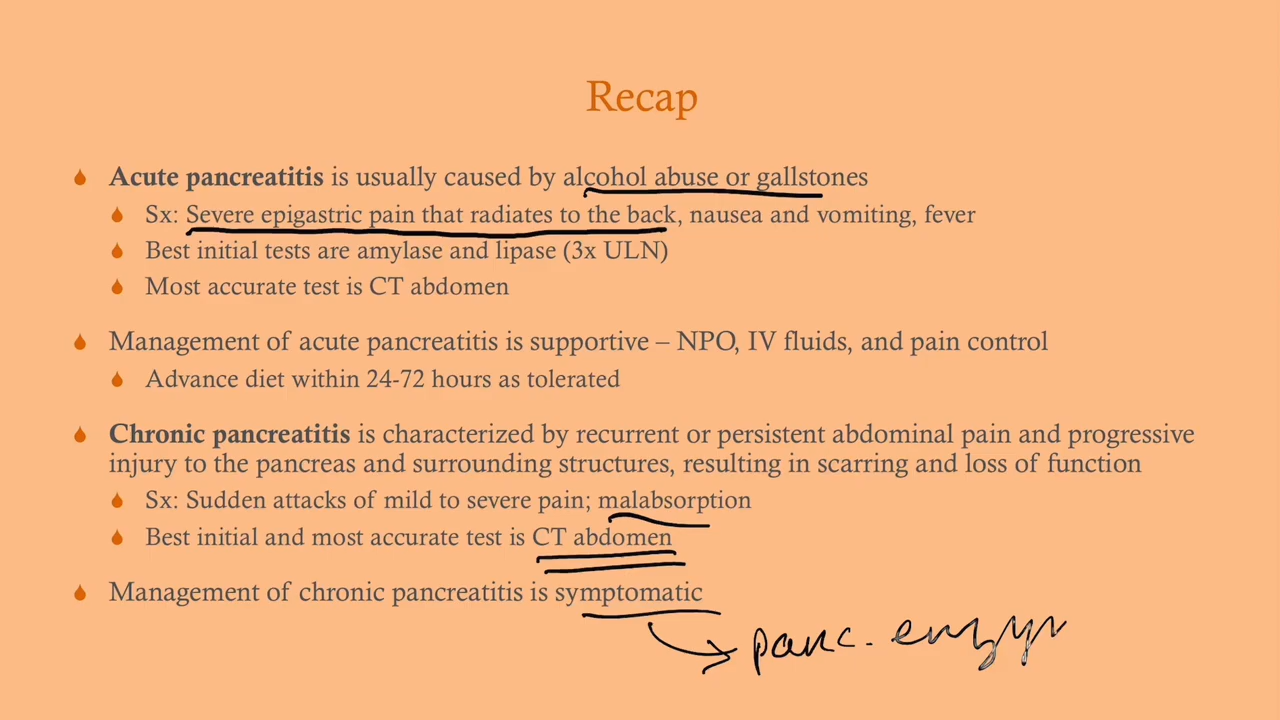 Recap
Acute pancreatitis is usually caused by alcohol abuse or gallstones
Sx: Severe epigastric pain that radiates to the back, nausea and vomiting, fever
Best initial tests are amylase and lipase (3x ULN)
Most accurate test is CT abdomen
Management of acute pancreatitis is supportive – NPO, IV fluids, and pain control
Advance diet within 24-72 hours as tolerated
Chronic pancreatitis is characterized by recurrent or persistent abdominal pain and progressive
injury to the pancreas and surrounding structures, resulting in scarring and loss of function
Sx: Sudden attacks of mild to severe pain; malabsorption
Best initial and most accurate test is CT abdomen
Management of chronic pancreatitis is symptomatic
panc. enzym